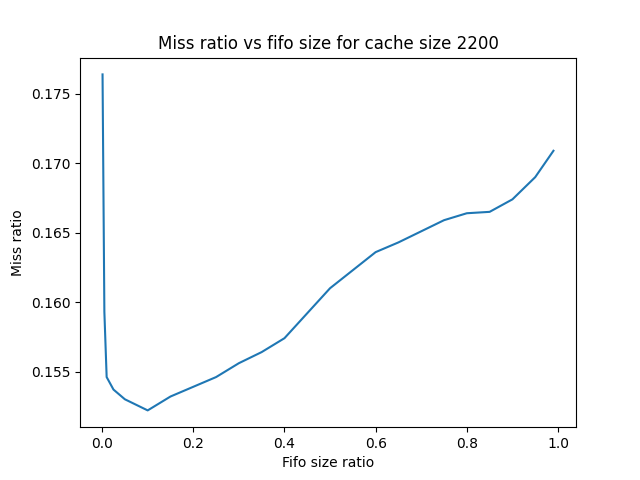 Miss ratio vs fifo size for cache size 2200
0.175
0.170
0.165
0.160
0.155
Miss ratio
0.0 0.2 0.4 0.6 0.8 1.0
Fifo size ratio